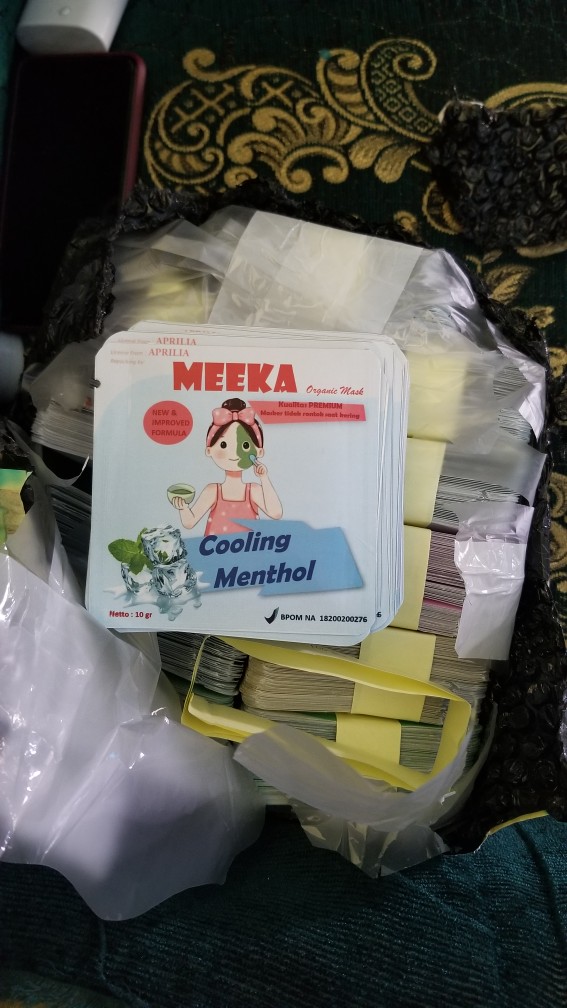 APRILIA
APRILIA
MEEKA
Organic Mask
NEW &
IMPROVED
FORMULA
Kualitas PREMIUM
Masker tidak rontok saat kering
Cooling
Menthol
Netto : 10 gr
BPOM NA 18200200276
6